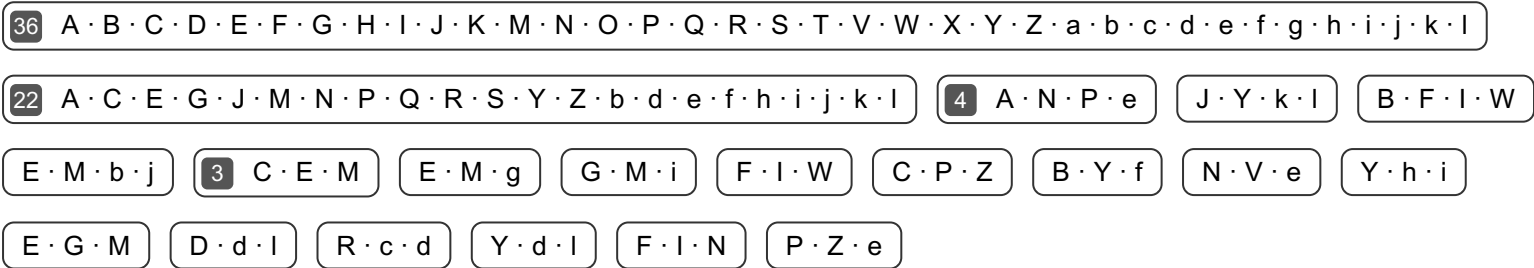 36 A · B · C · D · E · F · G · H · I · J · K · M · N · O · P · Q · R · S · T · V · W · X · Y · Z · a · b · c · d · e · f · g · h · i · j · k · l
22 A · C · E · G · J · M · N · P · Q · R · S · Y · Z · b · d · e · f · h · i · j · k · l 4 A · N · P · e J · Y · k · l B · F · I · W
E · M · b · j 3 C · E · M E · M · g G · M · i F · I · W C · P · Z B · Y · f N · V · e Y · h · i
E · G · M D · d · l R · c · d Y · d · l F · I · N P · Z · e